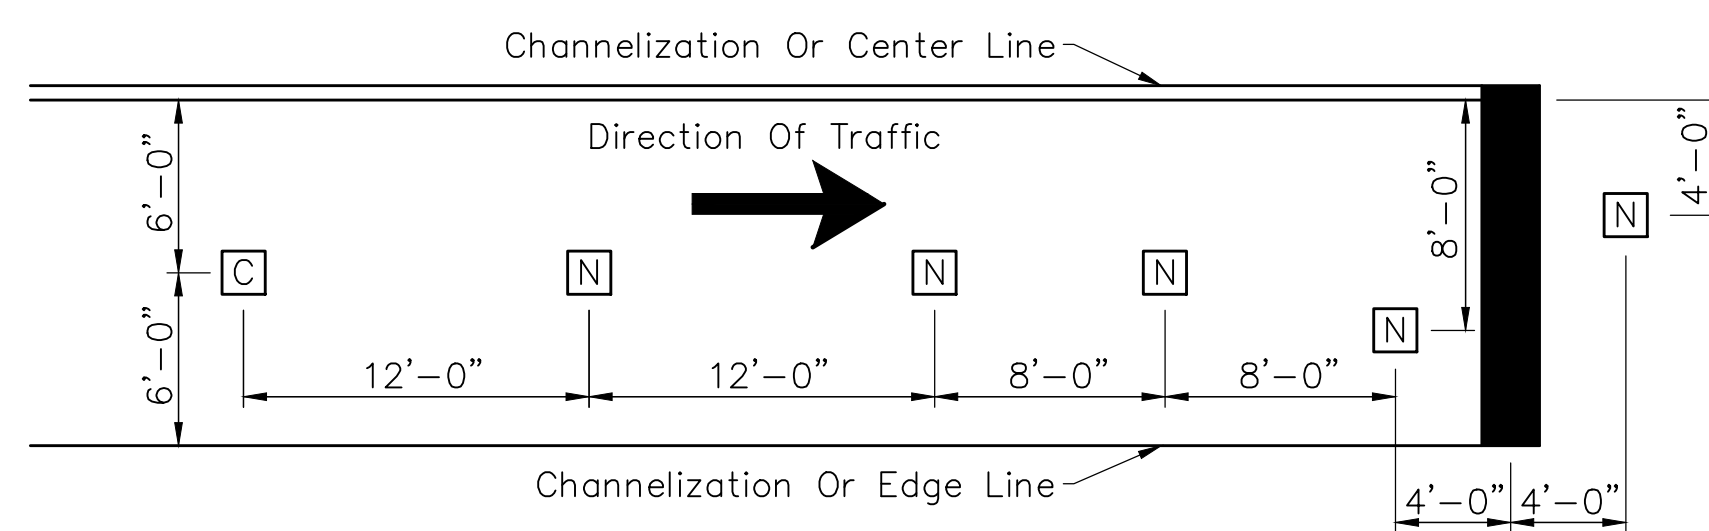 Channelization Or Center Line
Direction Of Traffic
6’–0”
8’–0”
4’–0”
N
C
N
N
N
N
6’–0”
12’–0”
12’–0”
8’–0”
8’–0”
Channelization Or Edge Line
4’–0”
4’–0”